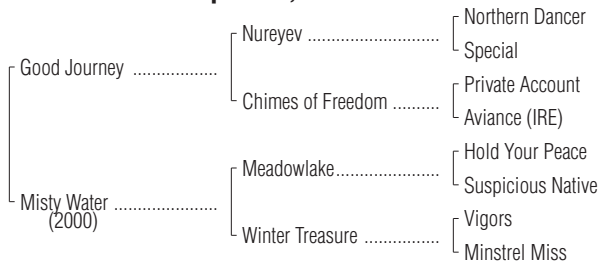 Northern Dancer
Nureyev ........................
Special
Good Journey ..................
Private Account
Chimes of Freedom ..........
Aviance (IRE)
Hold Your Peace
Meadowlake.......................
Suspicious Native
Misty Water ......................
(2000)
Vigors
Winter Treasure ................
Minstrel Miss